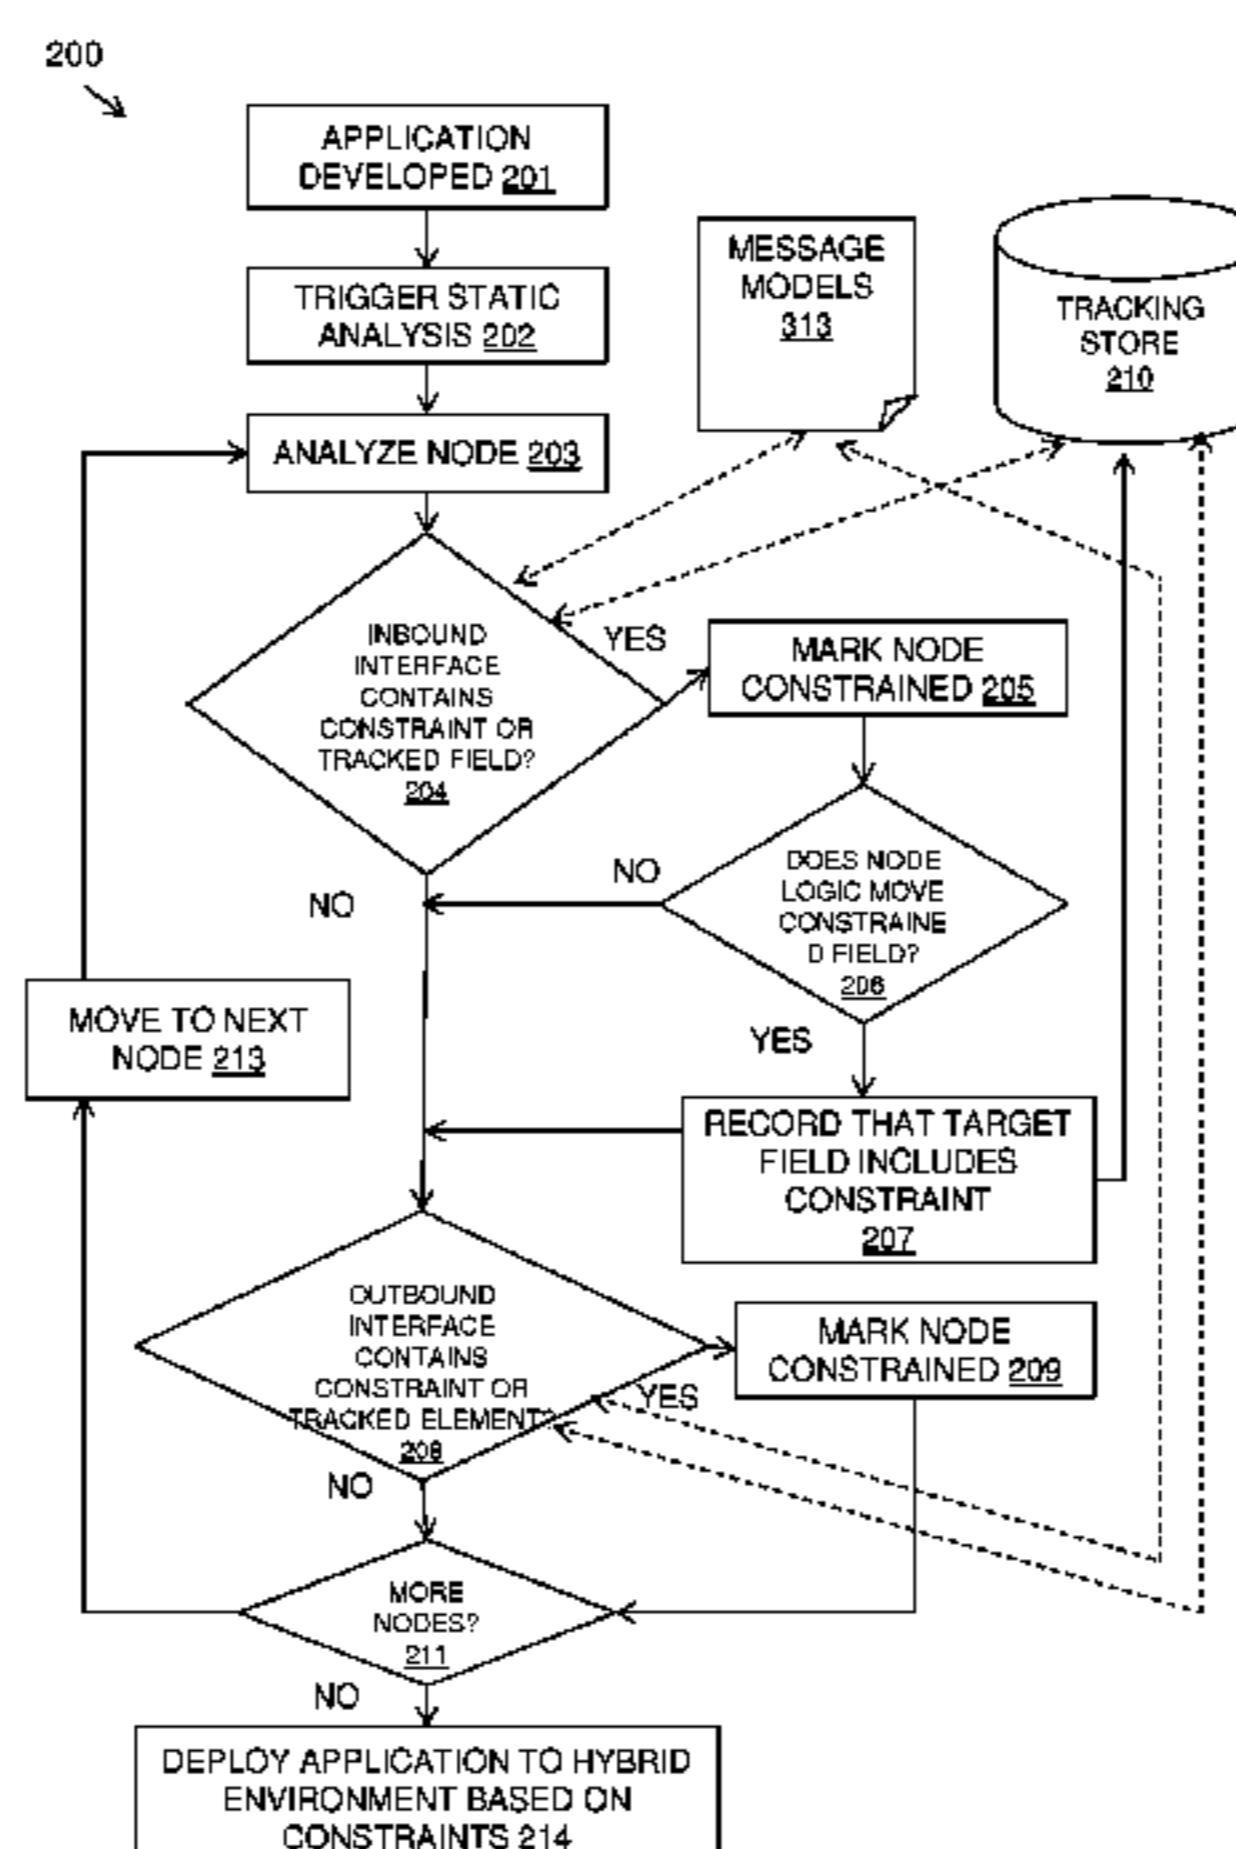 200
APPLICATION
DEVELOPED 201
TRIGGER STATIC
ANALYSIS 202
MESSAGE
MODELS
313
TRACKING
STORE
210
ANALYZE NODE 203
INBOUND
INTERFACE
CONTAINS
CONSTRAINT OR
TRACKED FIELD?
204
YES
MARK NODE
CONSTRAINED 205
NO
DOES NODE
LOGIC MOVE
CONSTRAINE
D FIELD?
206
NO
YES
MOVE TO NEXT
NODE 213
RECORD THAT TARGET
FIELD INCLUDES
CONSTRAINT
207
OUTBOUND
INTERFACE
CONTAINS
CONSTRAINT OR
TRACKED ELEMENT?
208
YES
MARK NODE
CONSTRAINED 209
NO
MORE
NODES?
211
NO
DEPLOY APPLICATION TO HYBRID
ENVIRONMENT BASED ON
CONSTRAINTS 214